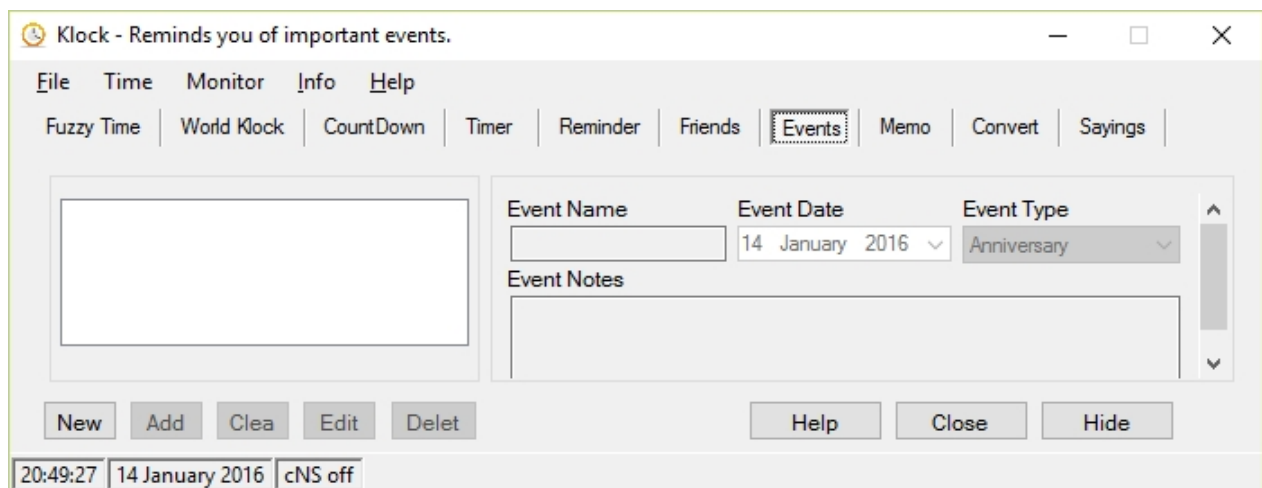 Klock - Reminds you of important events.
File Time Monitor Info Help
Fuzzy Time World Klock CountDown Timer Reminder Friends Events Memo Convert Sayings
Event Name Event Date Event Type
14 January 2016 Anniversary
Event Notes
New Add Clea Edit Delet Help Close Hide
20:49:27 14 January 2016 cNS off